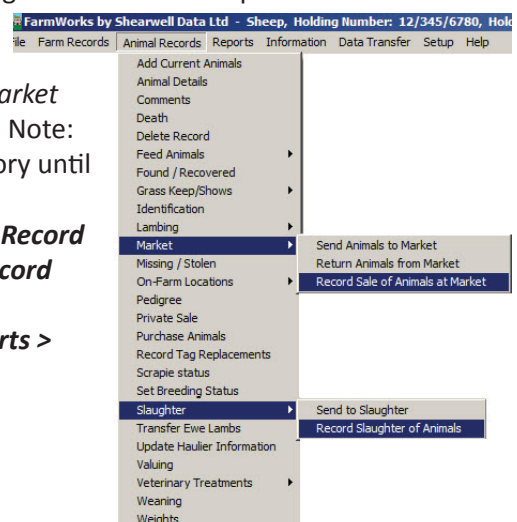 FarmWorks by Shearwell Data Ltd - Sheep, Holding Number: 12/345/6780, Hold
File Farm Records Animal Records Reports Information Data Transfer Setup Help
Add Current Animals
Animal Details
Comments
Death
Delete Record
Feed Animals
Found / Recovered
Grass Keep/Shows
Identification
Lambing
Market
Missing / Stolen
On-Farm Locations
Pedigree
Private Sale
Purchase Animals
Record Tag Replacements
Scrapie status
Set Breeding Status
Slaughter
Transfer Ewe Lambs
Update Haulier Information
Valuing
Veterinary Treatments
Weaning
Weights
Send Animals to Market
Return Animals from Market
Record Sale of Animals at Market
Send to Slaughter
Record Slaughter of Animals
arket
Note:
ory until
Record
cord
rts >